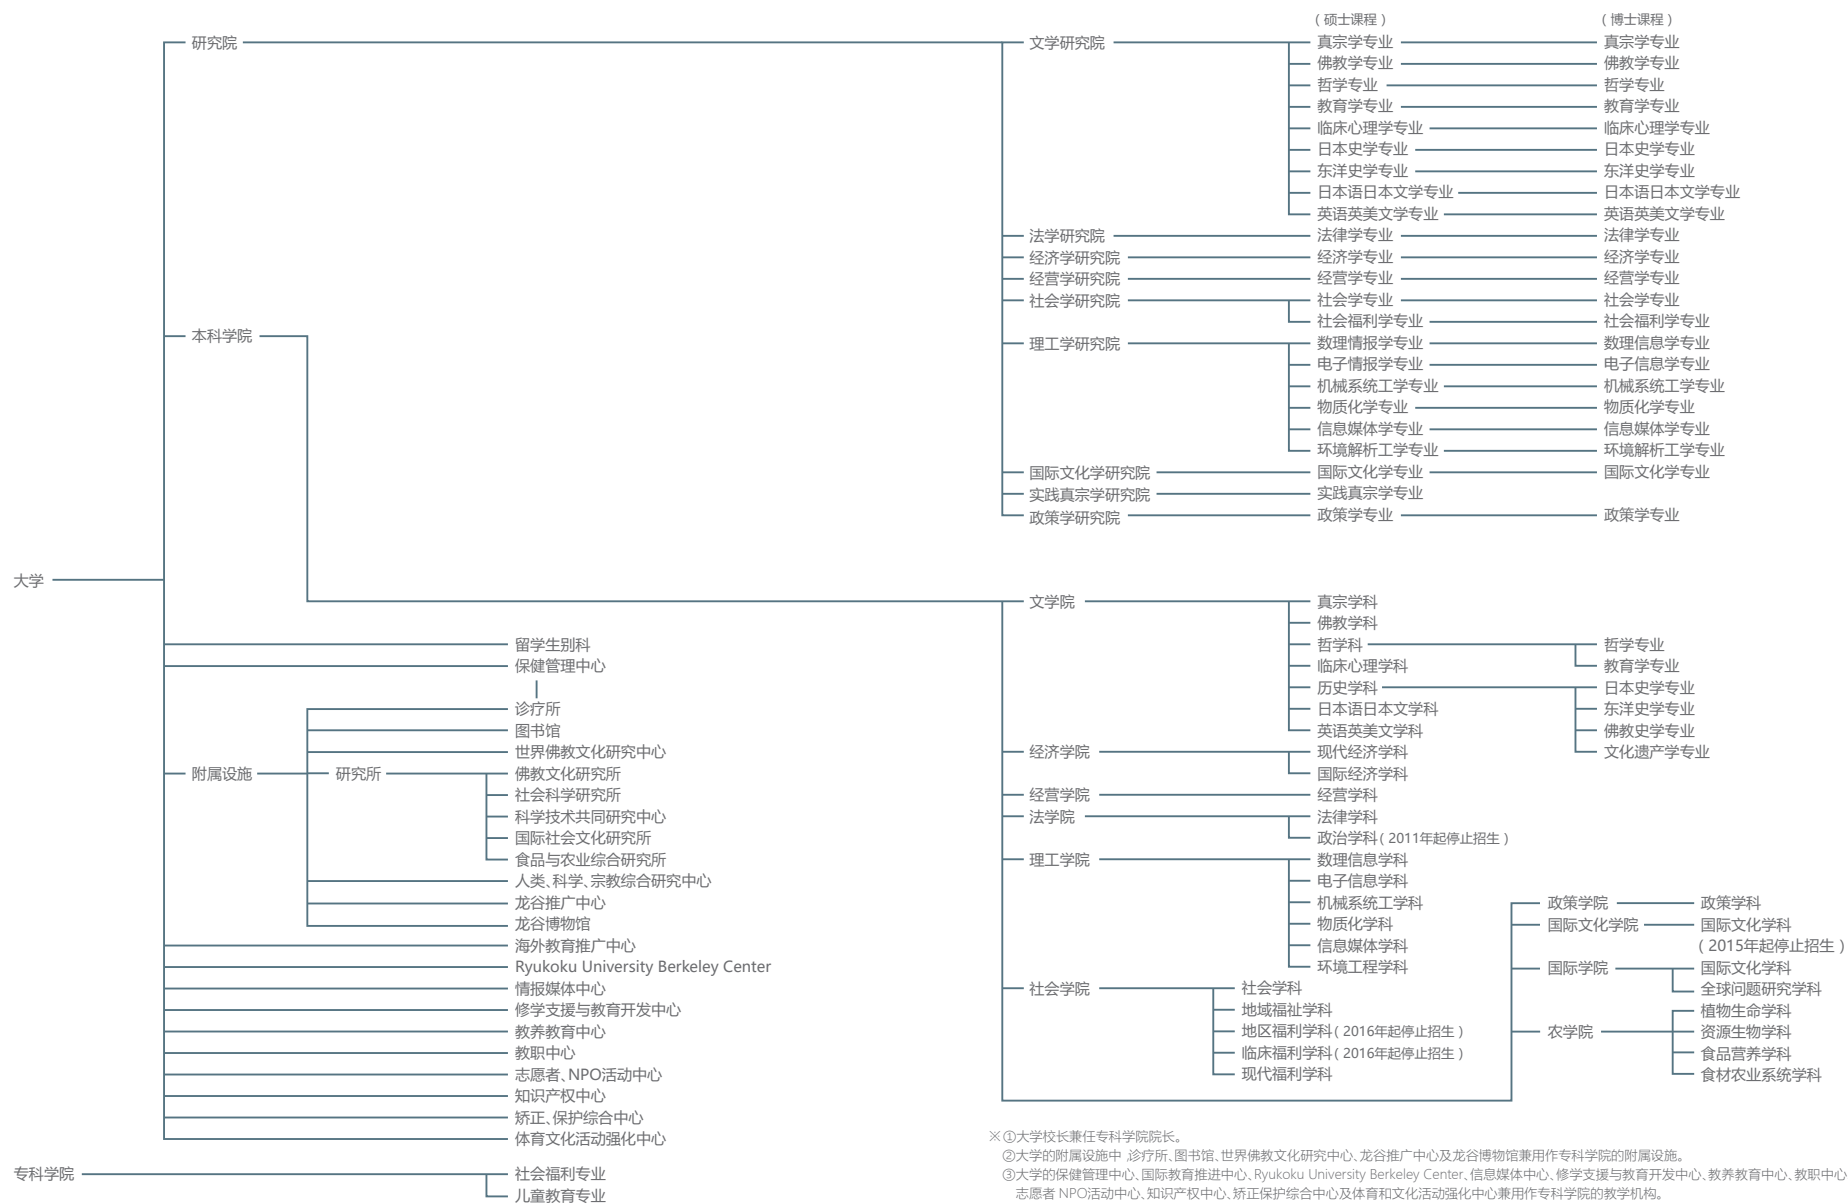 （硕士课程） （博士课程）
研究院 文学研究院 真宗学专业 真宗学专业
佛教学专业 佛教学专业
哲学专业 哲学专业
教育学专业 教育学专业
临床心理学专业 临床心理学专业
日本史学专业 日本史学专业
东洋史学专业 东洋史学专业
日本语日本文学专业 日本语日本文学专业
英语英美文学专业 英语英美文学专业
法学研究院 法律学专业 法律学专业
经济学研究院 经济学专业 经济学专业
经营学研究院 经营学专业 经营学专业
社会学研究院 社会学专业 社会学专业
社会福利学专业 社会福利学专业
本科学院
理工学研究院 数理情报学专业 数理信息学专业
电子情报学专业 电子信息学专业
机械系统工学专业 机械系统工学专业
物质化学专业 物质化学专业
信息媒体学专业 信息媒体学专业
环境解析工学专业 环境解析工学专业
国际文化学研究院 国际文化学专业 国际文化学专业
实践真宗学研究院 实践真宗学专业
政策学研究院 政策学专业 政策学专业
大学
文学院 真宗学科
佛教学科
留学生别科 哲学科 哲学专业
保健管理中心 临床心理学科 教育学专业
历史学科 日本史学专业
诊疗所 日本语日本文学科 东洋史学专业
图书馆 英语英美文学科 佛教史学专业
世界佛教文化研究中心 经济学院 现代经济学科 文化遗产学专业
附属设施 研究所 佛教文化研究所 国际经济学科
社会科学研究所 经营学院 经营学科
科学技术共同研究中心 法学院 法律学科
国际社会文化研究所 政治学科（2011年起停止招生）
食品与农业综合研究所 理工学院 数理信息学科
人类、科学、宗教综合研究中心 电子信息学科
龙谷推广中心 机械系统工学科 政策学院 政策学科
龙谷博物馆 物质化学科 国际文化学院 国际文化学科
海外教育推广中心 信息媒体学科 （2015年起停止招生）
Ryukoku University Berkeley Center 环境工程学科 国际学院 国际文化学科
情报媒体中心 社会学院 社会学科 全球问题研究学科
修学支援与教育开发中心 地域福祉学科 植物生命学科
教养教育中心 地区福利学科（2016年起停止招生） 农学院 资源生物学科
教职中心 临床福利学科（2016年起停止招生） 食品营养学科
志愿者、NPO活动中心 现代福利学科 食材农业系统学科
知识产权中心
矫正、保护综合中心
体育文化活动强化中心
※①大学校长兼任专科学院院长。
②大学的附属设施中，诊疗所、图书馆、世界佛教文化研究中心、龙谷推广中心及龙谷博物馆兼用作专科学院的附属设施。
专科学院 社会福利专业
③大学的保健管理中心、国际教育推进中心、Ryukoku University Berkeley Center、信息媒体中心、修学支援与教育开发中心、教养教育中心、教职中心、
儿童教育专业
志愿者 NPO活动中心、知识产权中心、矫正保护综合中心及体育和文化活动强化中心兼用作专科学院的教学机构。